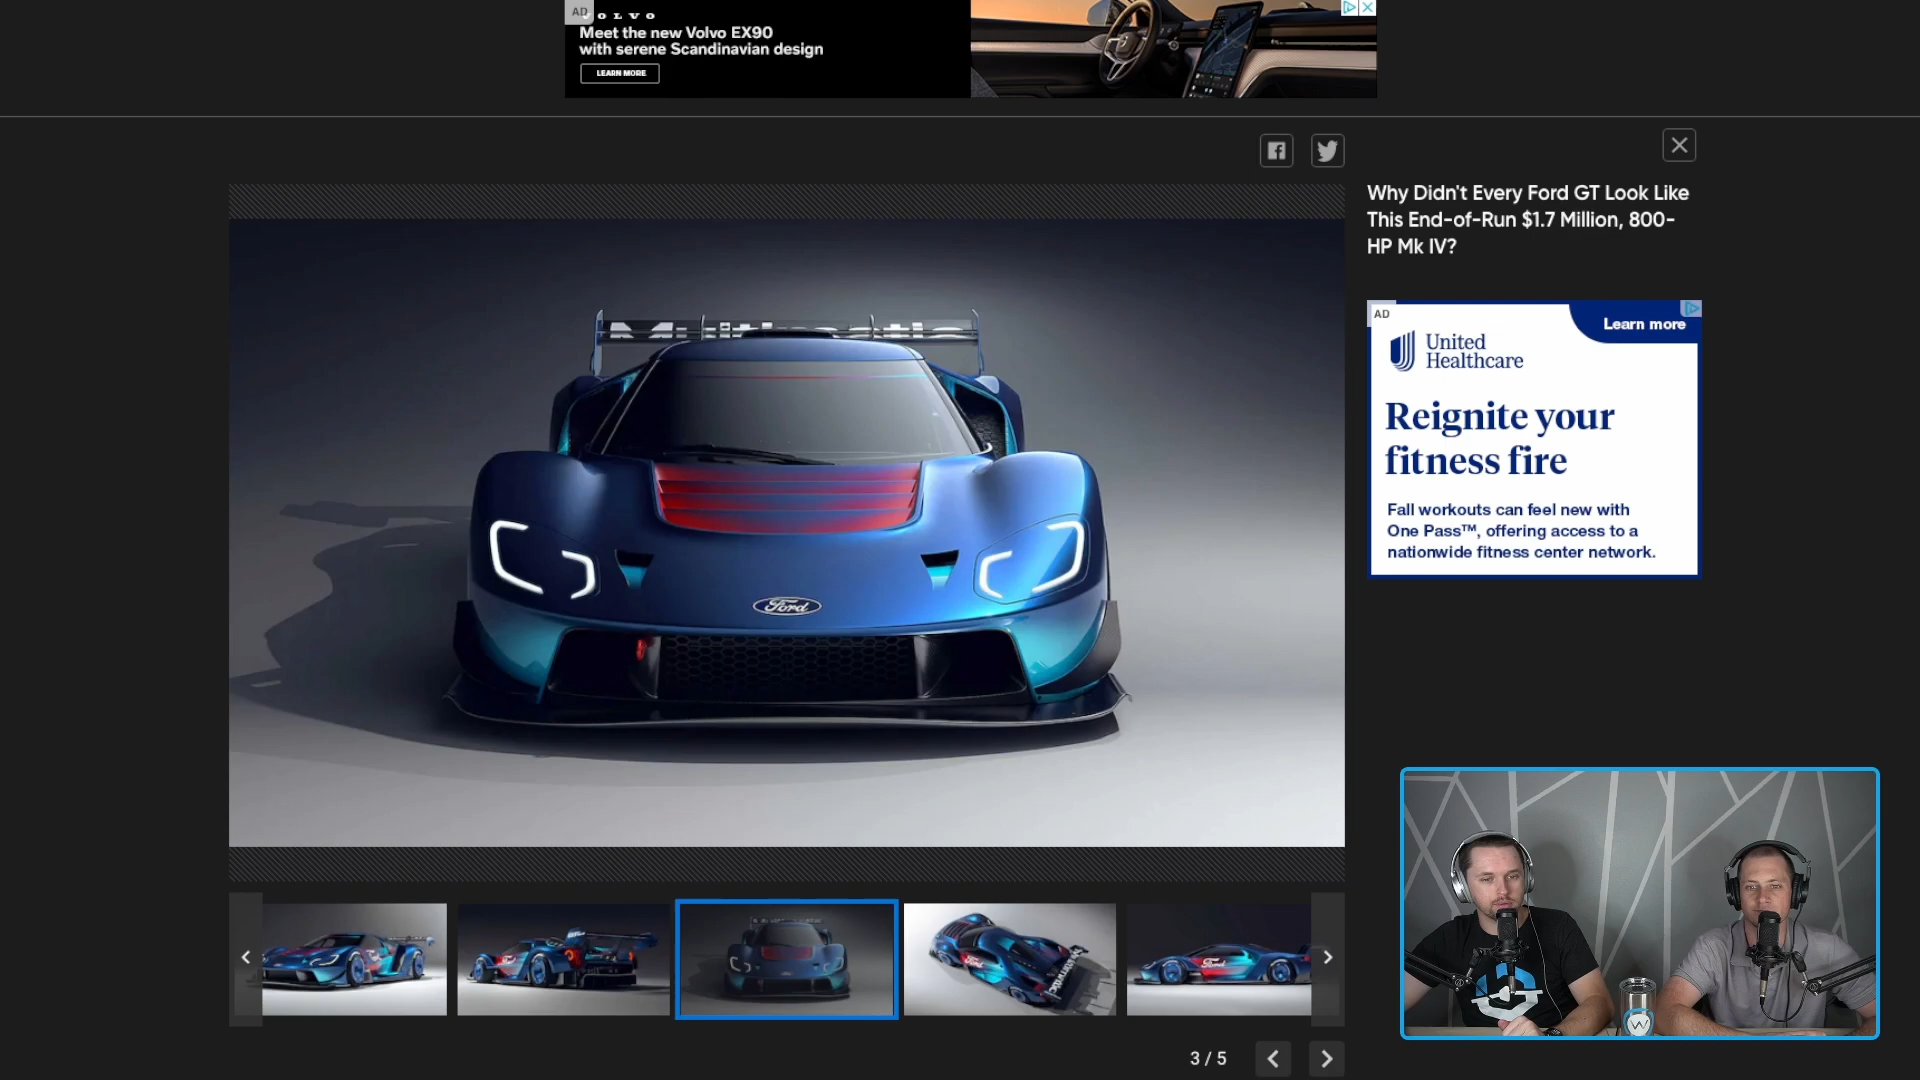 AD
VOLVO
Meet the new Volvo EX90
with serene Scandinavian design
LEARN MORE
Why Didn't Every Ford GT Look Like
This End-of-Run $1.7 Million, 800-
HP Mk IV?
Multimatic
Ford
AD
Learn more
United
Healthcare
Reignite your
fitness fire
Fall workouts can feel new with
One Pass™, offering access to a
nationwide fitness center network.
3 / 5